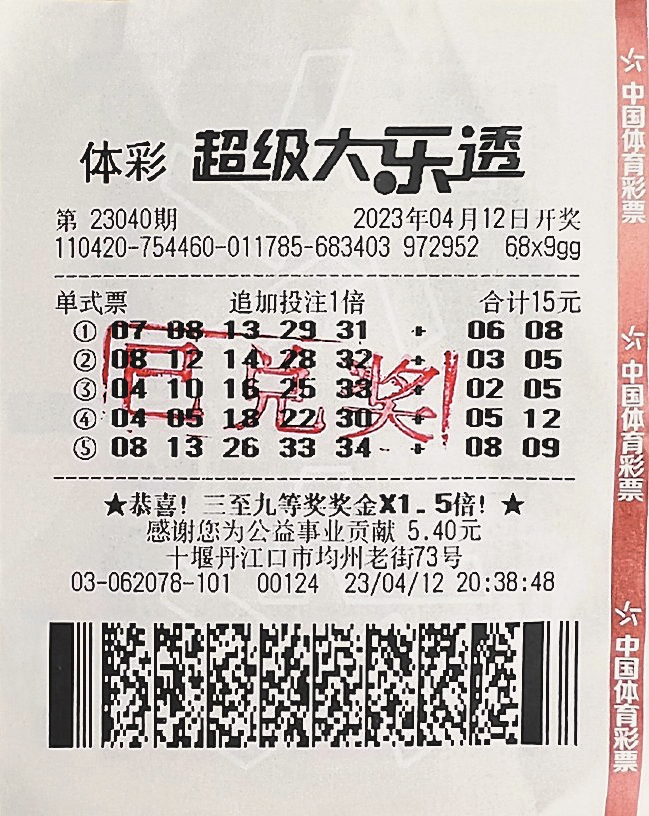 体彩 超级大乐透
第 23040期 2023年04月12日开奖
110420-754460-011785-683403 972952 68x9gg
单式票 追加投注1倍 合计15元
① 07 08 13 29 31 + 06 08
② 08 12 14 28 32 + 03 05
③ 04 10 16 25 33 + 02 05
④ 04 05 18 22 30 + 05 12
⑤ 08 13 26 33 34 + 08 09
已兑奖
★恭喜! 三至九等奖奖金X1.5倍! ★
感谢您为公益事业贡献 5.40元
十堰丹江口市均州老街73号
03-062078-101 00124 23/04/12 20:38:48
中国体育彩票
中国体育彩票
中国体育彩票